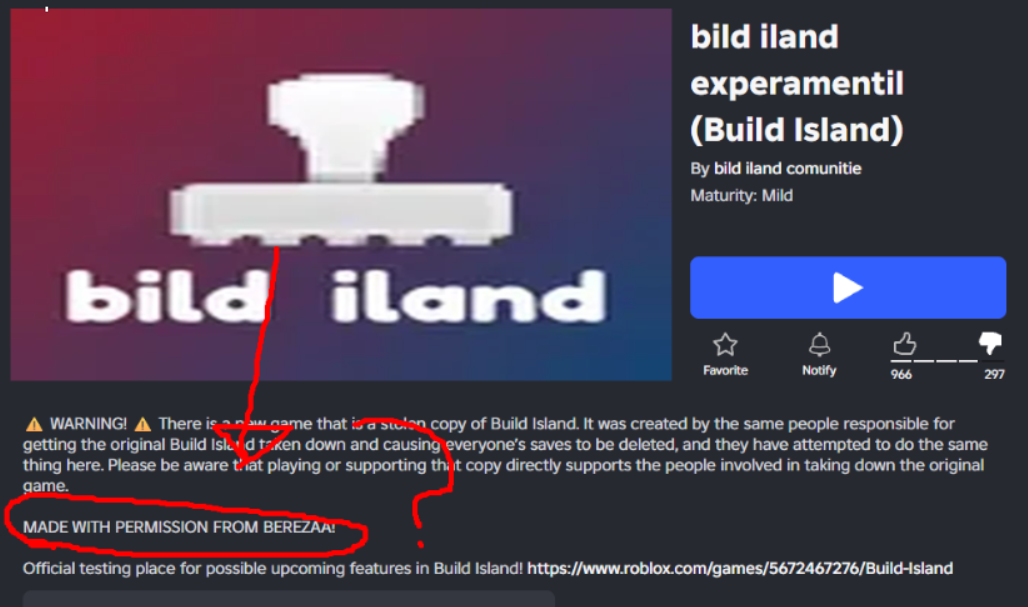 bild iland
bild iland
experamentil
(Build Island)
By bild iland comunitie
Maturity: Mild
Favorite
Notify
966
297
⚠ WARNING! ⚠ There is a new game that is a stolen copy of Build Island. It was created by the same people responsible for
getting the original Build Island taken down and causing everyone's saves to be deleted, and they have attempted to do the same
thing here. Please be aware that playing or supporting that copy directly supports the people involved in taking down the original
game.
MADE WITH PERMISSION FROM BEREZAA!
Official testing place for possible upcoming features in Build Island! https://www.roblox.com/games/5672467276/Build-Island